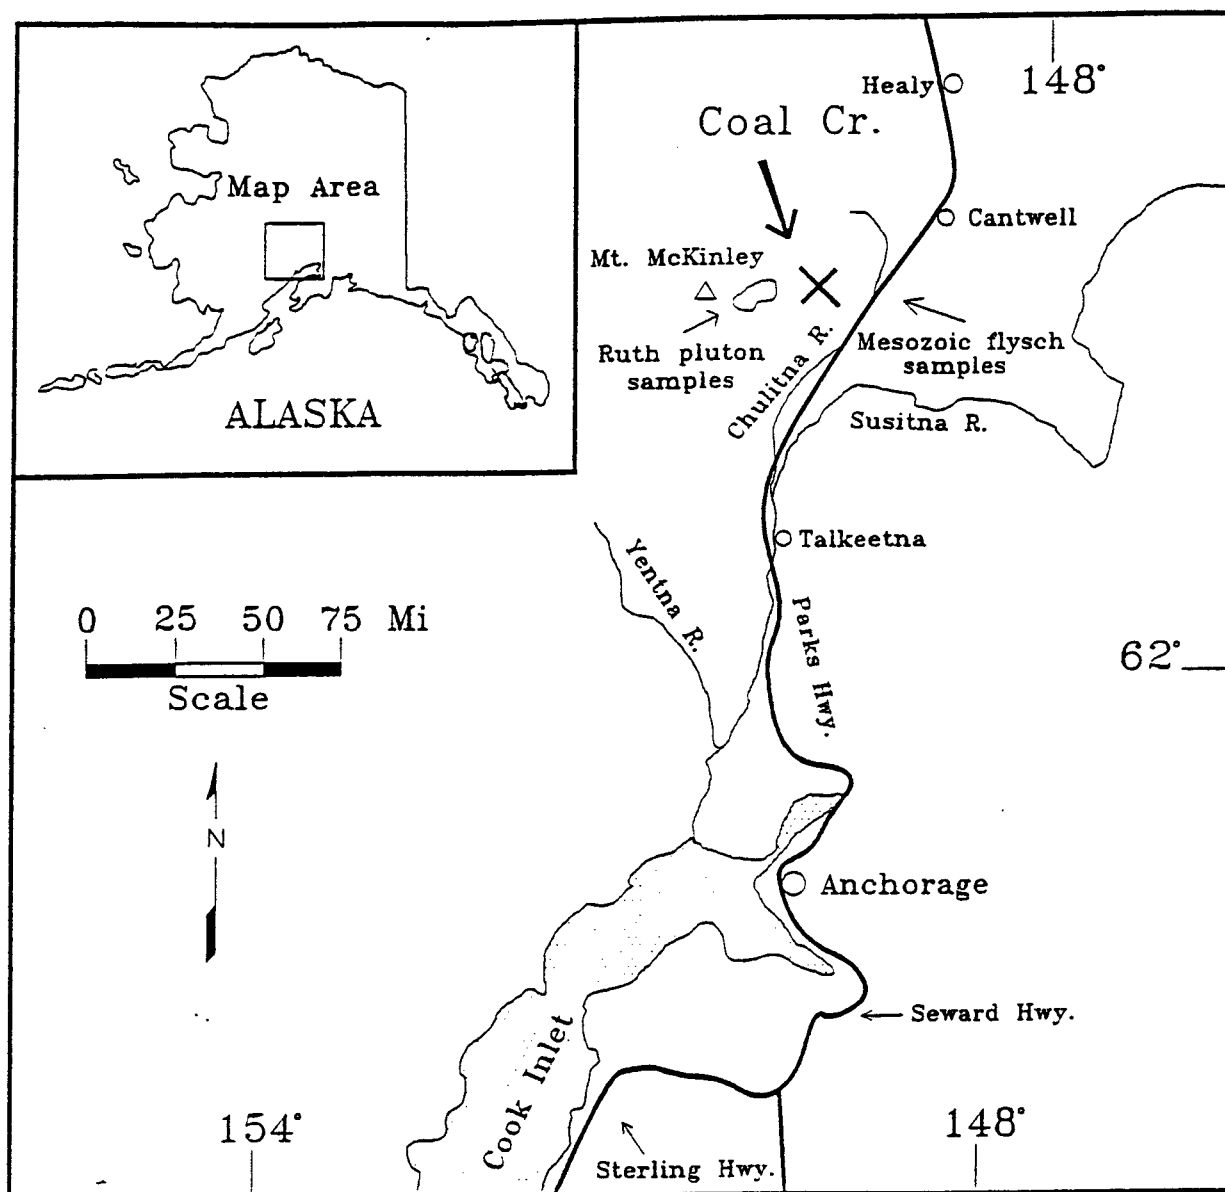 Map Area
ALASKA
Healy
148°
Coal Cr.
Cantwell
Mt. McKinley
Ruth pluton
samples
Chulitna R.
Mesozoic flysch
samples
Susitna R.
Talkeetna
Yentna R.
Parks Hwy.
0 25 50 75 Mi
Scale
62°
N
Anchorage
Seward Hwy.
Cook Inlet
Sterling Hwy.
154°
148°